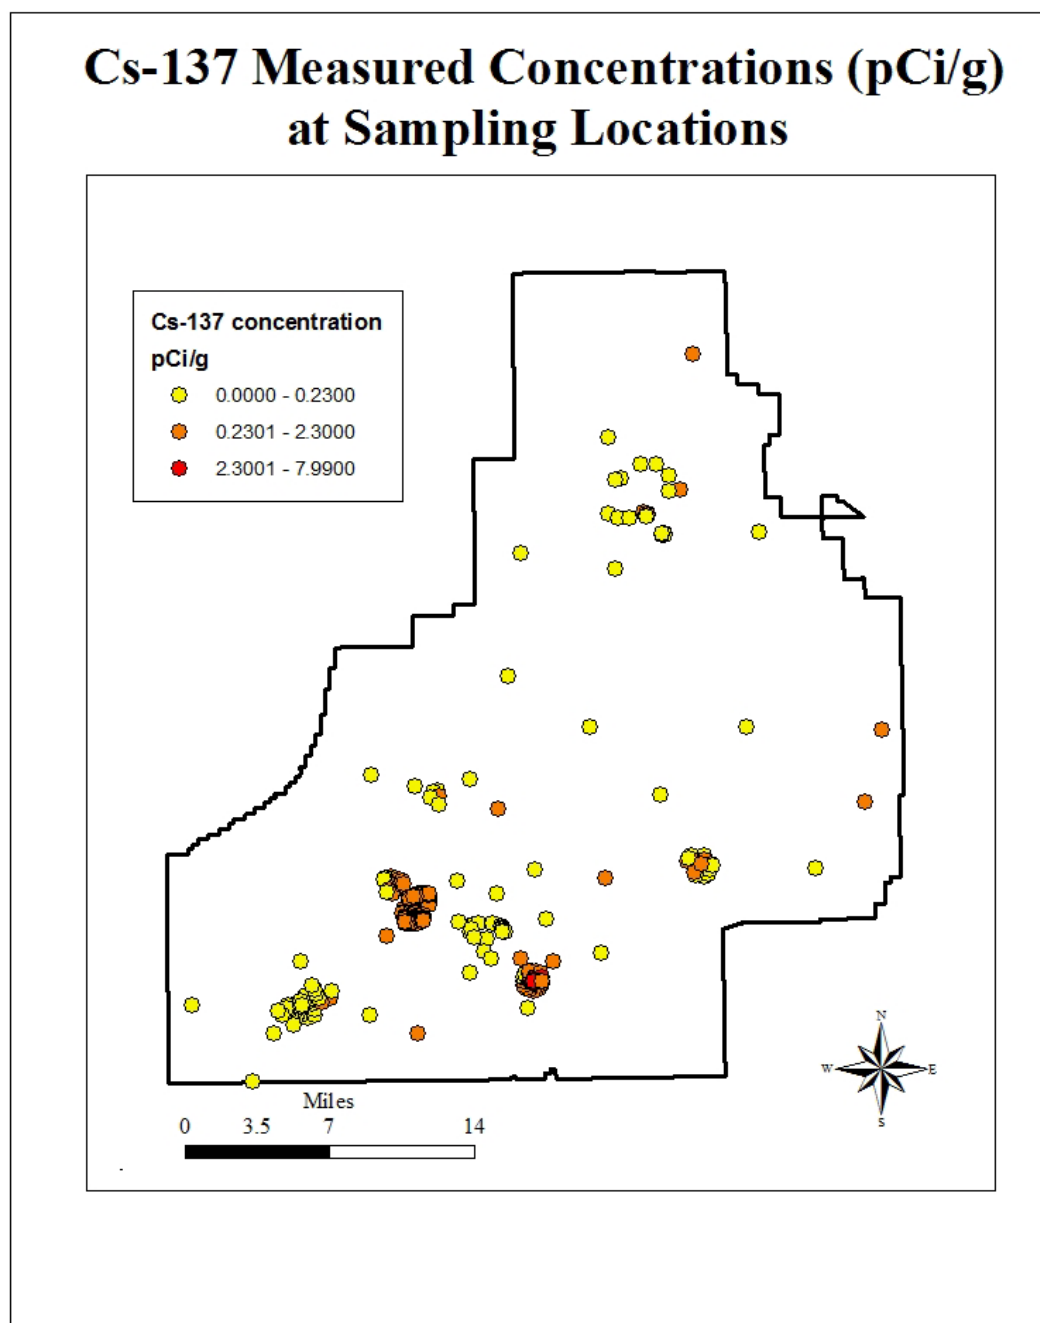 Cs-137 Measured Concentrations (pCi/g)
at Sampling Locations
Cs-137 concentration
pCi/g
0.0000 - 0.2300
0.2301 - 2.3000
2.3001 - 7.9900
N
W E
S
Miles
0 3.5 7 14